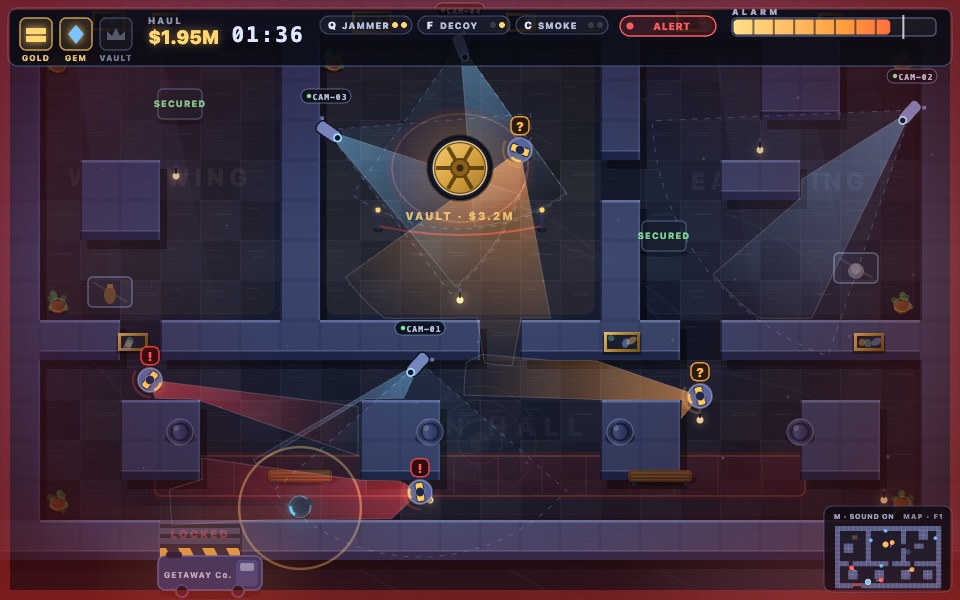 HAUL
$1.95M
01:36
Q JAMMER
F DECOY
C SMOKE
ALERT
ALARM
GOLD
GEM
VAULT
CAM-02
CAM-03
SECURED
?
VAULT · $3.2M
SECURED
CAM-01
!
?
HALL
!
M · SOUND ON
MAP · F1
LOCKED
GETAWAY Co.